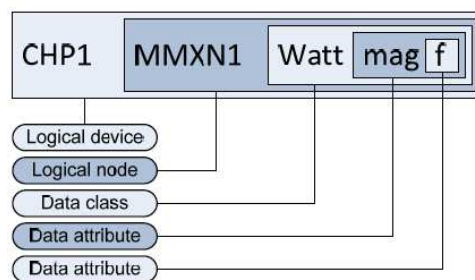 CHP1 MMXN1 Watt mag f
Logical device
Logical node
Data class
Data attribute
Data attribute